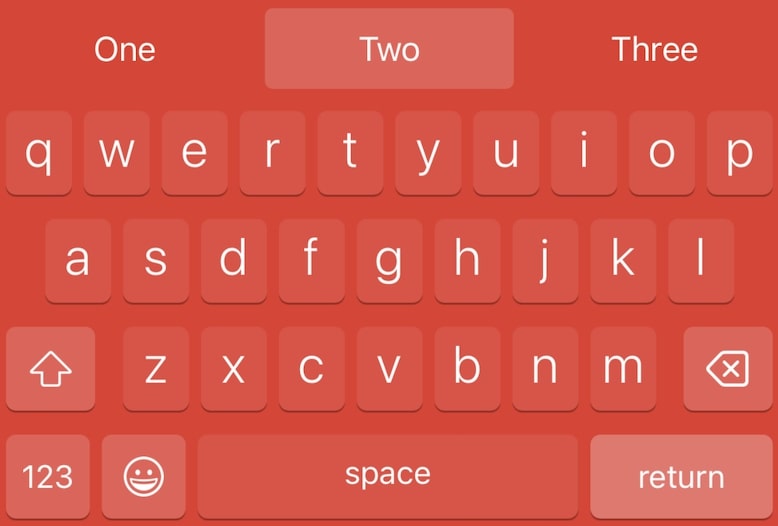 One Two Three
q w e r t y u i o p
a s d f g h j k l
z x c v b n m
123 space return